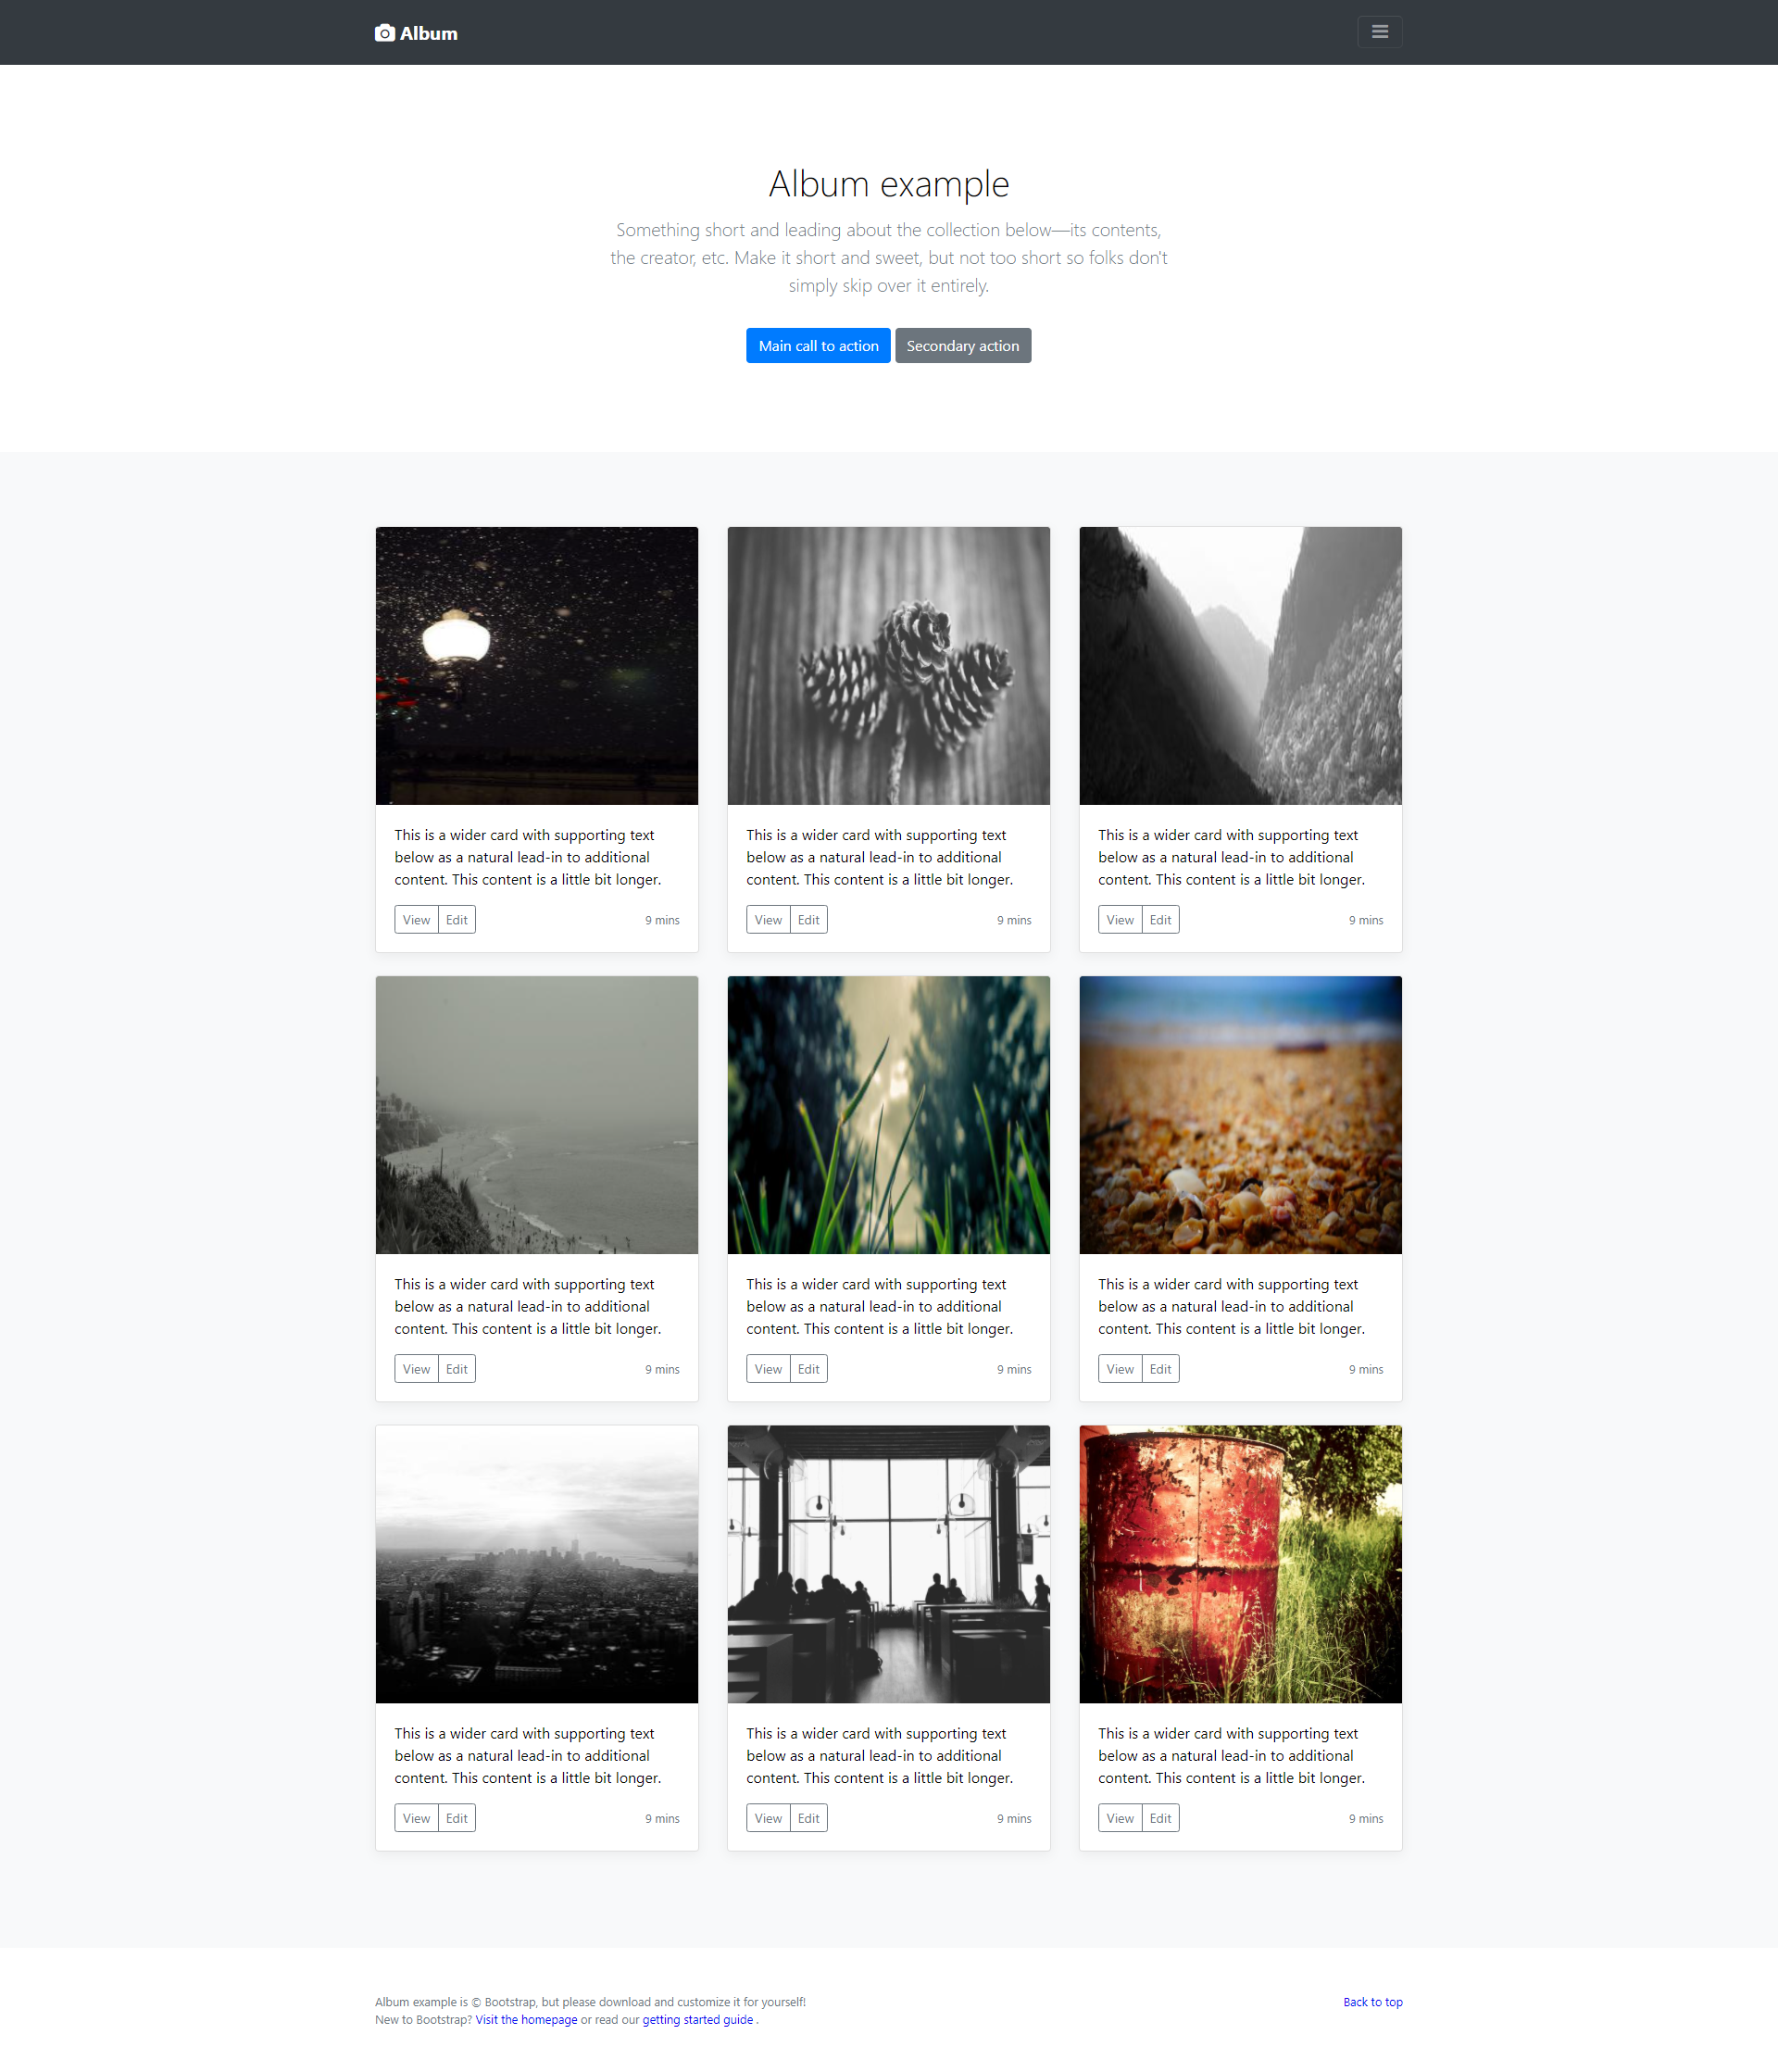 Album
Album example
Something short and leading about the collection below—its contents,
the creator, etc. Make it short and sweet, but not too short so folks don't
simply skip over it entirely.
Main call to action Secondary action
This is a wider card with supporting text
below as a natural lead-in to additional
content. This content is a little bit longer.
View Edit 9 mins
This is a wider card with supporting text
below as a natural lead-in to additional
content. This content is a little bit longer.
View Edit 9 mins
This is a wider card with supporting text
below as a natural lead-in to additional
content. This content is a little bit longer.
View Edit 9 mins
This is a wider card with supporting text
below as a natural lead-in to additional
content. This content is a little bit longer.
View Edit 9 mins
This is a wider card with supporting text
below as a natural lead-in to additional
content. This content is a little bit longer.
View Edit 9 mins
This is a wider card with supporting text
below as a natural lead-in to additional
content. This content is a little bit longer.
View Edit 9 mins
This is a wider card with supporting text
below as a natural lead-in to additional
content. This content is a little bit longer.
View Edit 9 mins
This is a wider card with supporting text
below as a natural lead-in to additional
content. This content is a little bit longer.
View Edit 9 mins
This is a wider card with supporting text
below as a natural lead-in to additional
content. This content is a little bit longer.
View Edit 9 mins
Album example is © Bootstrap, but please download and customize it for yourself! Back to top
New to Bootstrap? Visit the homepage or read our getting started guide .